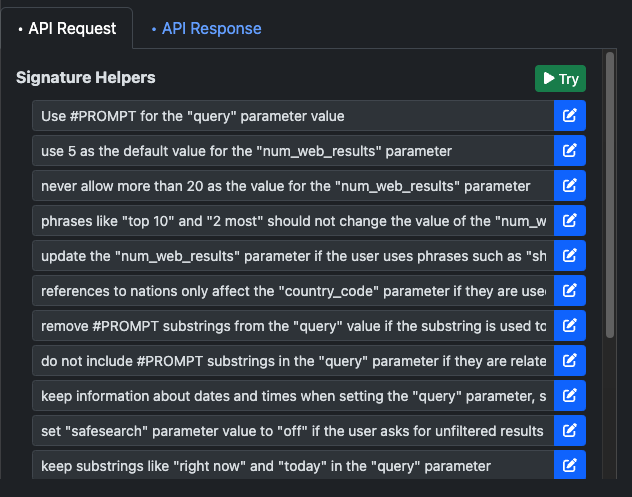 • API Request
• API Response
Signature Helpers
Try
Use #PROMPT for the "query" parameter value
use 5 as the default value for the "num_web_results" parameter
never allow more than 20 as the value for the "num_web_results" parameter
phrases like "top 10" and "2 most" should not change the value of the "num_w
update the "num_web_results" parameter if the user uses phrases such as "sh
references to nations only affect the "country_code" parameter if they are use
remove #PROMPT substrings from the "query" value if the substring is used to
do not include #PROMPT substrings in the "query" parameter if they are relate
keep information about dates and times when setting the "query" parameter, s
set "safesearch" parameter value to "off" if the user asks for unfiltered results
keep substrings like "right now" and "today" in the "query" parameter